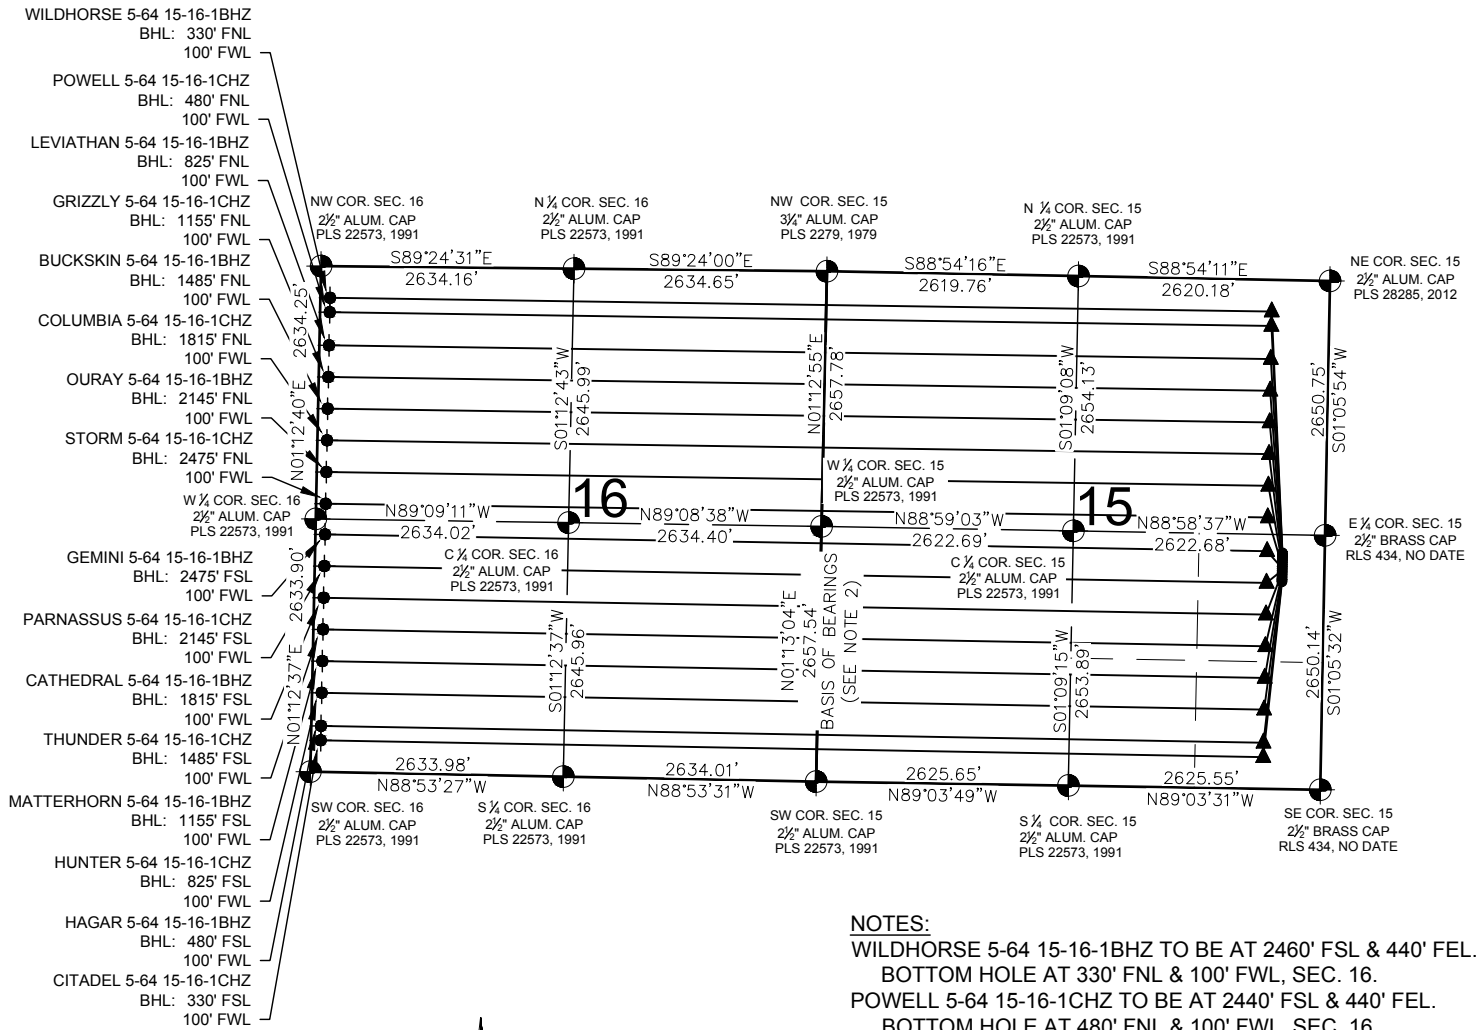 WILDHORSE 5-64 15-16-1BHZ
BHL: 330' FNL
100' FWL
POWELL 5-64 15-16-1CHZ
BHL: 480' FNL
100' FWL
LEVIATHAN 5-64 15-16-1BHZ
BHL: 825' FNL
100' FWL
GRIZZLY 5-64 15-16-1CHZ
BHL: 1155' FNL
100' FWL
BUCKSKIN 5-64 15-16-1BHZ
BHL: 1485' FNL
100' FWL
COLUMBIA 5-64 15-16-1CHZ
BHL: 1815' FNL
100' FWL
OURAY 5-64 15-16-1BHZ
BHL: 2145' FNL
100' FWL
STORM 5-64 15-16-1CHZ
BHL: 2475' FNL
100' FWL
GEMINI 5-64 15-16-1BHZ
BHL: 2475' FSL
100' FWL
PARNASSUS 5-64 15-16-1CHZ
BHL: 2145' FSL
100' FWL
CATHEDRAL 5-64 15-16-1BHZ
BHL: 1815' FSL
100' FWL
THUNDER 5-64 15-16-1CHZ
BHL: 1485' FSL
100' FWL
MATTERHORN 5-64 15-16-1BHZ
BHL: 1155' FSL
100' FWL
HUNTER 5-64 15-16-1CHZ
BHL: 825' FSL
100' FWL
HAGAR 5-64 15-16-1BHZ
BHL: 480' FSL
100' FWL
CITADEL 5-64 15-16-1CHZ
BHL: 330' FSL
100' FWL
NW COR. SEC. 16
2½" ALUM. CAP
PLS 22573, 1991
N ¼ COR. SEC. 16
2½" ALUM. CAP
PLS 22573, 1991
NW COR. SEC. 15
3¼" ALUM. CAP
PLS 2279, 1979
N ¼ COR. SEC. 15
2½" ALUM. CAP
PLS 22573, 1991
NE COR. SEC. 15
2½" ALUM. CAP
PLS 28285, 2012
S89°24'31"E
2634.16'
S89°24'00"E
2634.65'
S88°54'16"E
2619.76'
S88°54'11"E
2620.18'
N01°12'40"E
2634.25'
S01°12'43"W
2645.99'
N01°12'55"E
2657.78'
S01°09'08"W
2654.13'
2650.75'
S01°05'54"W
W ¼ COR. SEC. 16
2½" ALUM. CAP
PLS 22573, 1991
16
W ¼ COR. SEC. 15
2½" ALUM. CAP
PLS 22573, 1991
15
E ¼ COR. SEC. 15
2½" BRASS CAP
RLS 434, NO DATE
N89°09'11"W
2634.02'
N89°08'38"W
2634.40'
N88°59'03"W
2622.69'
N88°58'37"W
2622.68'
C ¼ COR. SEC. 16
2½" ALUM. CAP
PLS 22573, 1991
C ¼ COR. SEC. 15
2½" ALUM. CAP
PLS 22573, 1991
N01°12'37"E
2633.90'
S01°12'37"W
2645.96'
N01°13'04"E
2657.54'
BASIS OF BEARINGS
(SEE NOTE 2)
S01°09'15"W
2653.89'
2650.14'
S01°05'32"W
2633.98'
N88°53'27"W
2634.01'
N88°53'31"W
2625.65'
N89°03'49"W
2625.55'
N89°03'31"W
SW COR. SEC. 16
2½" ALUM. CAP
PLS 22573, 1991
S ¼ COR. SEC. 16
2½" ALUM. CAP
PLS 22573, 1991
SW COR. SEC. 15
2½" ALUM. CAP
PLS 22573, 1991
S ¼ COR. SEC. 15
2½" ALUM. CAP
PLS 22573, 1991
SE COR. SEC. 15
2½" BRASS CAP
RLS 434, NO DATE
NOTES:
WILDHORSE 5-64 15-16-1BHZ TO BE AT 2460' FSL & 440' FEL.
BOTTOM HOLE AT 330' FNL & 100' FWL, SEC. 16.
POWELL 5-64 15-16-1CHZ TO BE AT 2440' FSL & 440' FEL.
BOTTOM HOLE AT 480' FNL & 100' FWL, SEC. 16.